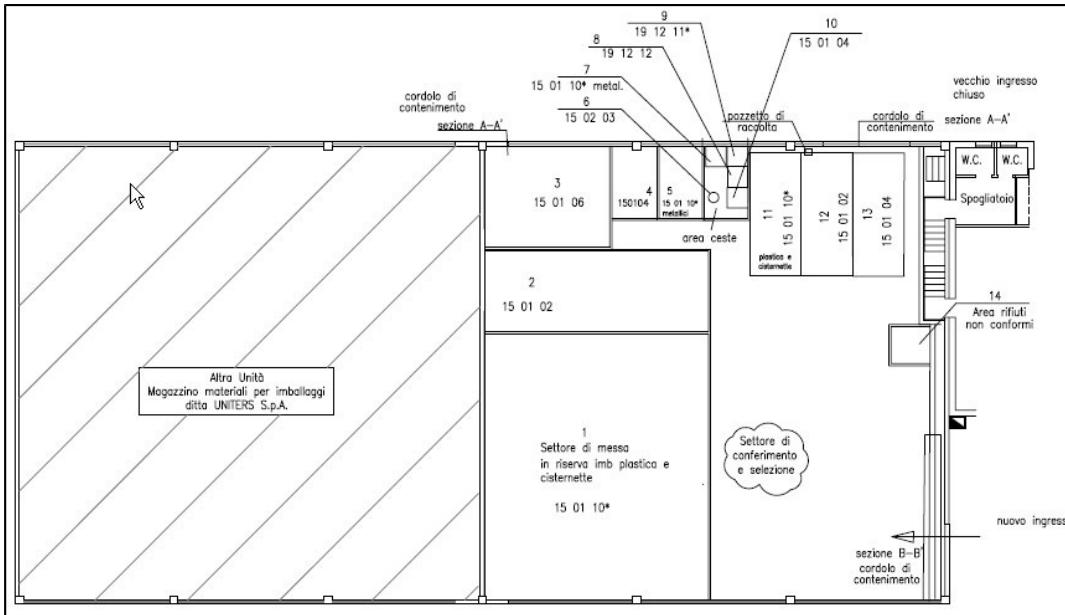 9
19 12 11*
10
15 01 04
8
19 12 12
7
15 01 10* metal.
6
15 02 03
cordolo di
contenimento
sezione A-A'
pozzetto di
raccolta
cordolo di
contenimento
sezione A-A'
vecchio ingresso
chiuso
W.C.
W.C.
Spogliatoio
3
15 01 06
4
150104
5
15 01 10*
metallici
area ceste
11
15 01 10*
plastica e
cisternette
12
15 01 02
13
15 01 04
2
15 01 02
14
Area rifiuti
non conformi
Altra Unità
Magazzino materiali per imballaggi
ditta UNITERS S.p.A.
1
Settore di messa
in riserva imb plastica e
cisternette
15 01 10*
Settore di
conferimento
e selezione
nuovo ingress
sezione B-B'
cordolo di
contenimento